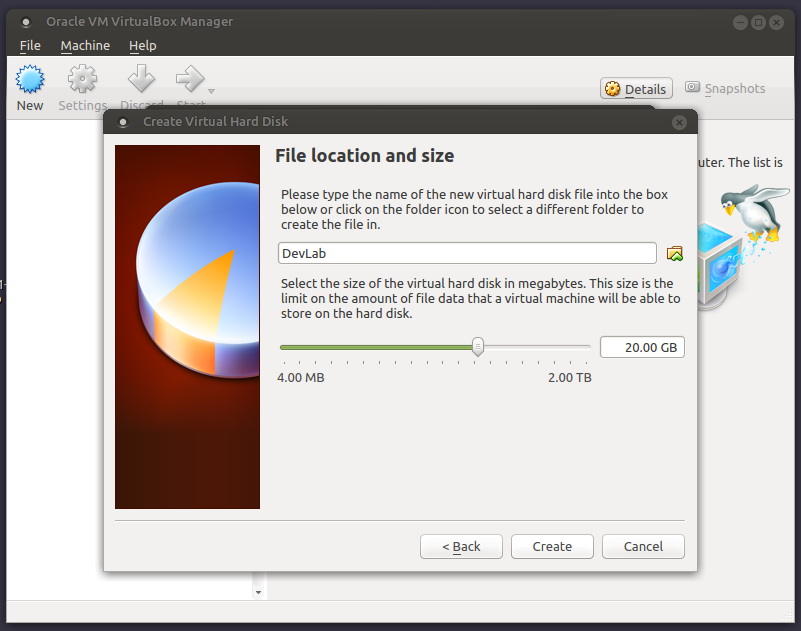 Oracle VM VirtualBox Manager
File Machine Help
New Settings Discard Start Details Snapshots
Create Virtual Hard Disk
File location and size
uter. The list is
Please type the name of the new virtual hard disk file into the box
below or click on the folder icon to select a different folder to
create the file in.
DevLab
Select the size of the virtual hard disk in megabytes. This size is the
limit on the amount of file data that a virtual machine will be able to
store on the hard disk.
20.00 GB
4.00 MB 2.00 TB
< Back Create Cancel